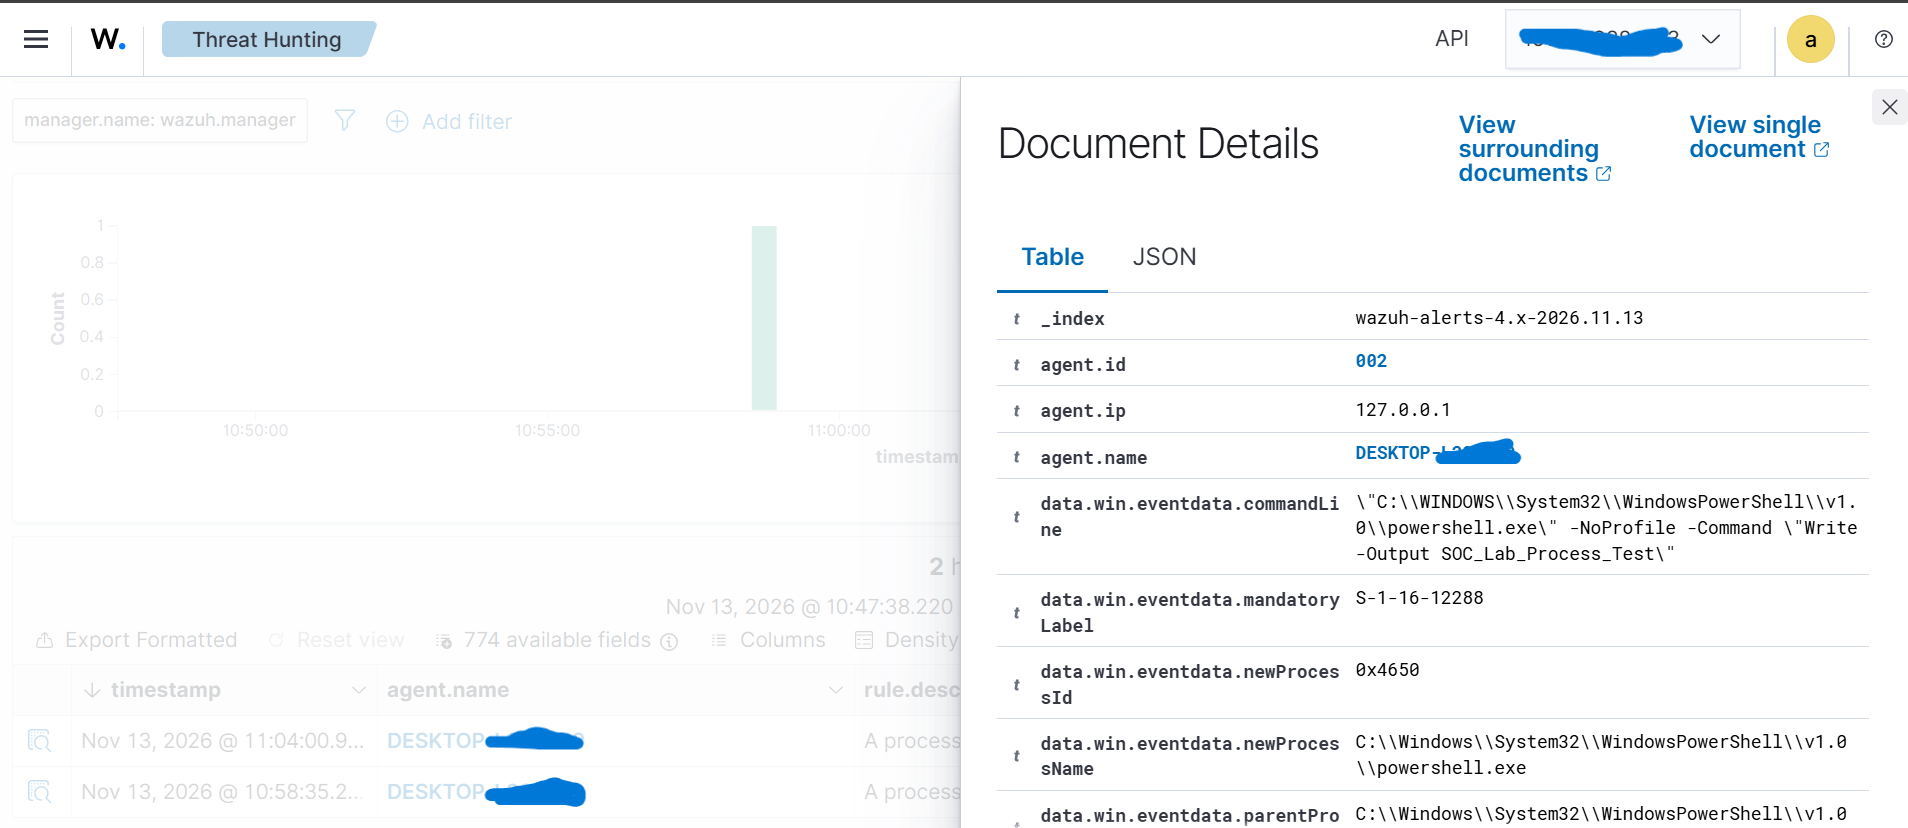 W.
Threat Hunting
API
a
manager.name: wazuh.manager
Add filter
Count
1
0.8
0.6
0.4
0.2
0
10:50:00
10:55:00
11:00:00
timestam
2 h
Nov 13, 2026 @ 10:47:38.220
Export Formatted
Reset view
774 available fields
Columns
Density
timestamp
agent.name
rule.desc
Nov 13, 2026 @ 11:04:00.9...
DESKTOP-
A process
Nov 13, 2026 @ 10:58:35.2...
DESKTOP-
A process
Document Details
View
surrounding
documents
View single
document
Table
JSON
t _index wazuh-alerts-4.x-2026.11.13
t agent.id 002
t agent.ip 127.0.0.1
t agent.name DESKTOP-
t data.win.eventdata.commandLi
ne
\"C:\\WINDOWS\\System32\\WindowsPowerShell\\v1.
0\\powershell.exe\" -NoProfile -Command \"Write
-Output SOC_Lab_Process_Test\"
t data.win.eventdata.mandatory
Label
S-1-16-12288
t data.win.eventdata.newProces
sId
0x4650
t data.win.eventdata.newProces
sName
C:\\Windows\\System32\\WindowsPowerShell\\v1.0
\\powershell.exe
data.win.eventdata.parentPro
C:\\Windows\\System32\\WindowsPowerShell\\v1.0